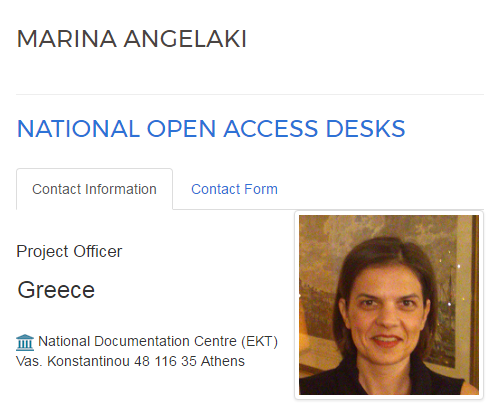 MARINA ANGELAKI
NATIONAL OPEN ACCESS DESKS
Contact Information
Contact Form
Project Officer
Greece
National Documentation Centre (EKT)
Vas. Konstantinou 48 116 35 Athens